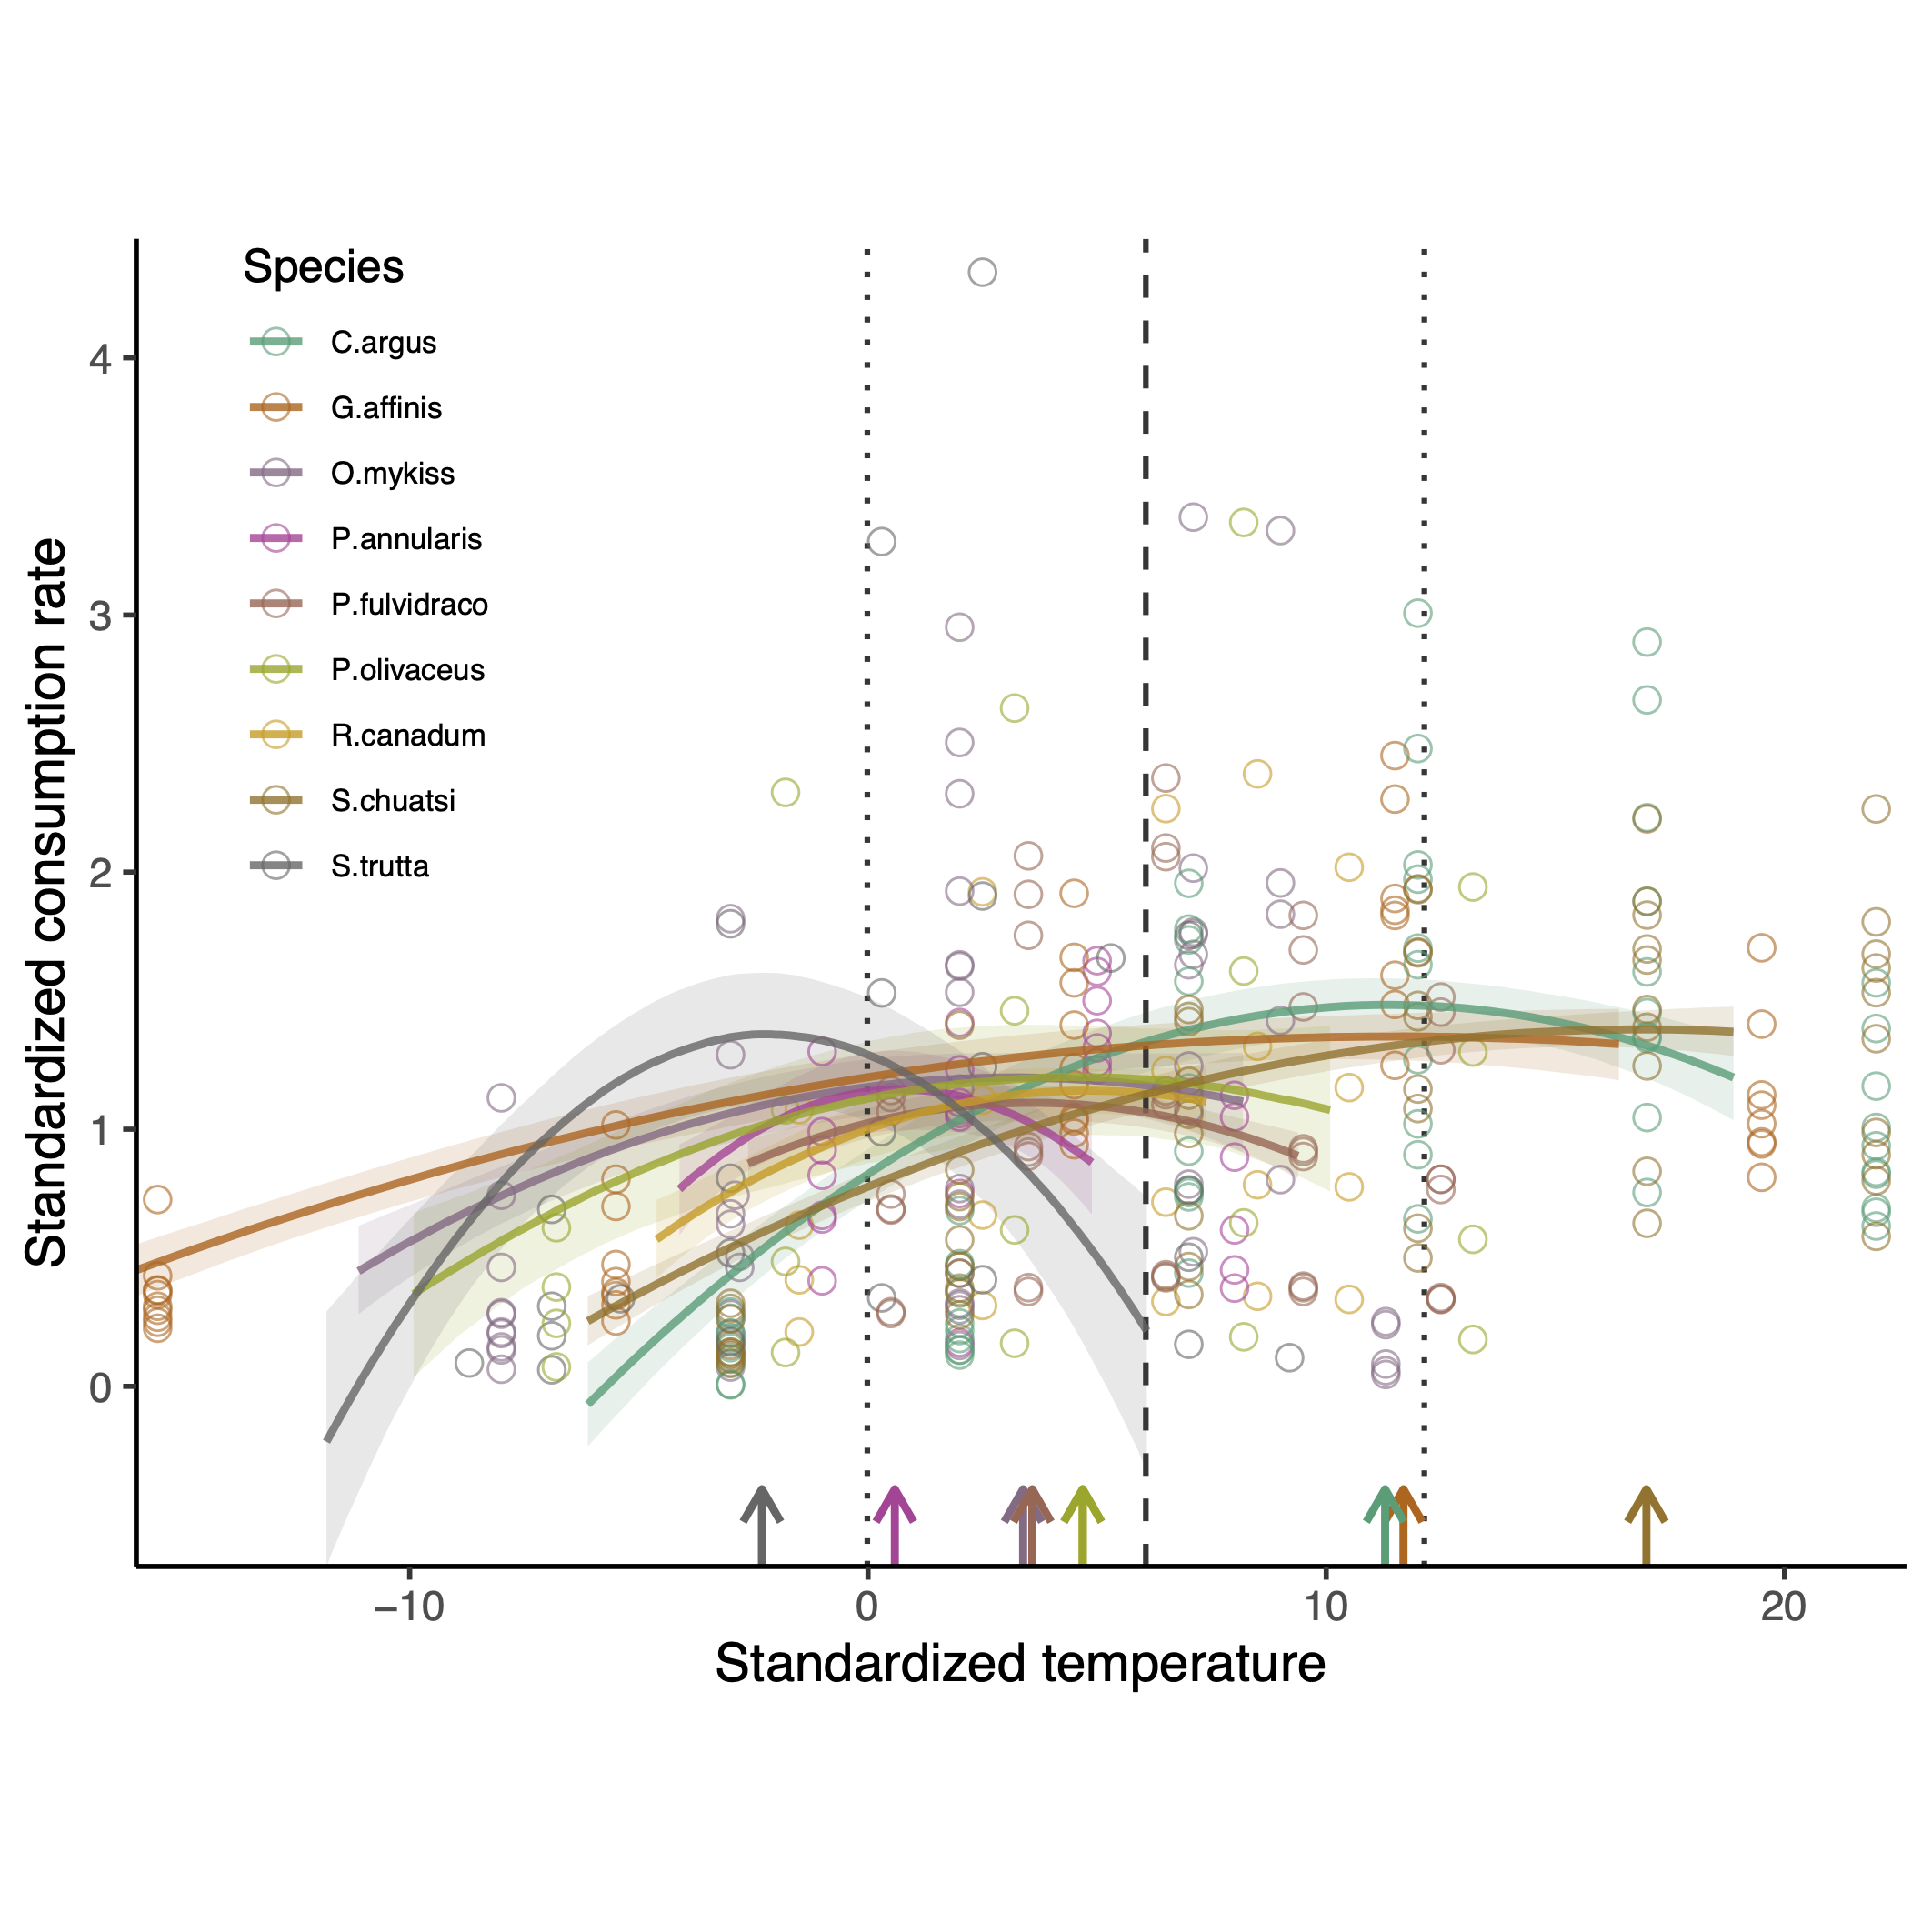 Species
C.argus
G.affinis
O.mykiss
P.annularis
P.fulvidraco
P.olivaceus
R.canadum
S.chuatsi
S.trutta
Standardized consumption rate
4
3
2
1
0
−10
0
10
20
Standardized temperature